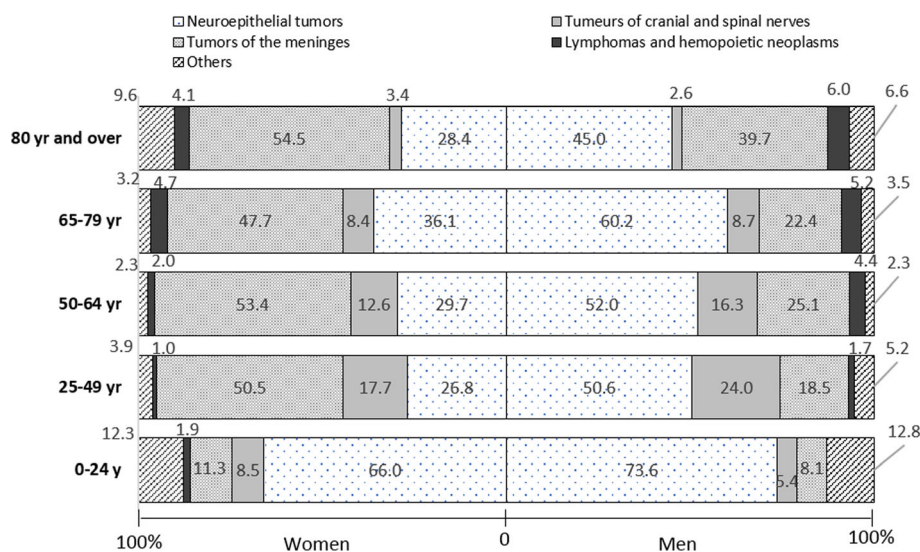 Neuroepithelial tumors Tumeurs of cranial and spinal nerves
Tumors of the meninges Lymphomas and hemopoietic neoplasms
Others
9.6 4.1 3.4 2.6 6.0 6.6
80 yr and over 54.5 28.4 45.0 39.7
3.2 4.7 5.2 3.5
65-79 yr 47.7 8.4 36.1 60.2 8.7 22.4
2.3 2.0 4.4 2.3
50-64 yr 53.4 12.6 29.7 52.0 16.3 25.1
3.9 1.0 1.7 5.2
25-49 yr 50.5 17.7 26.8 50.6 24.0 18.5
12.3 1.9 12.8
0-24 y 11.3 8.5 66.0 73.6 5.4 8.1
100% Women 0 Men 100%